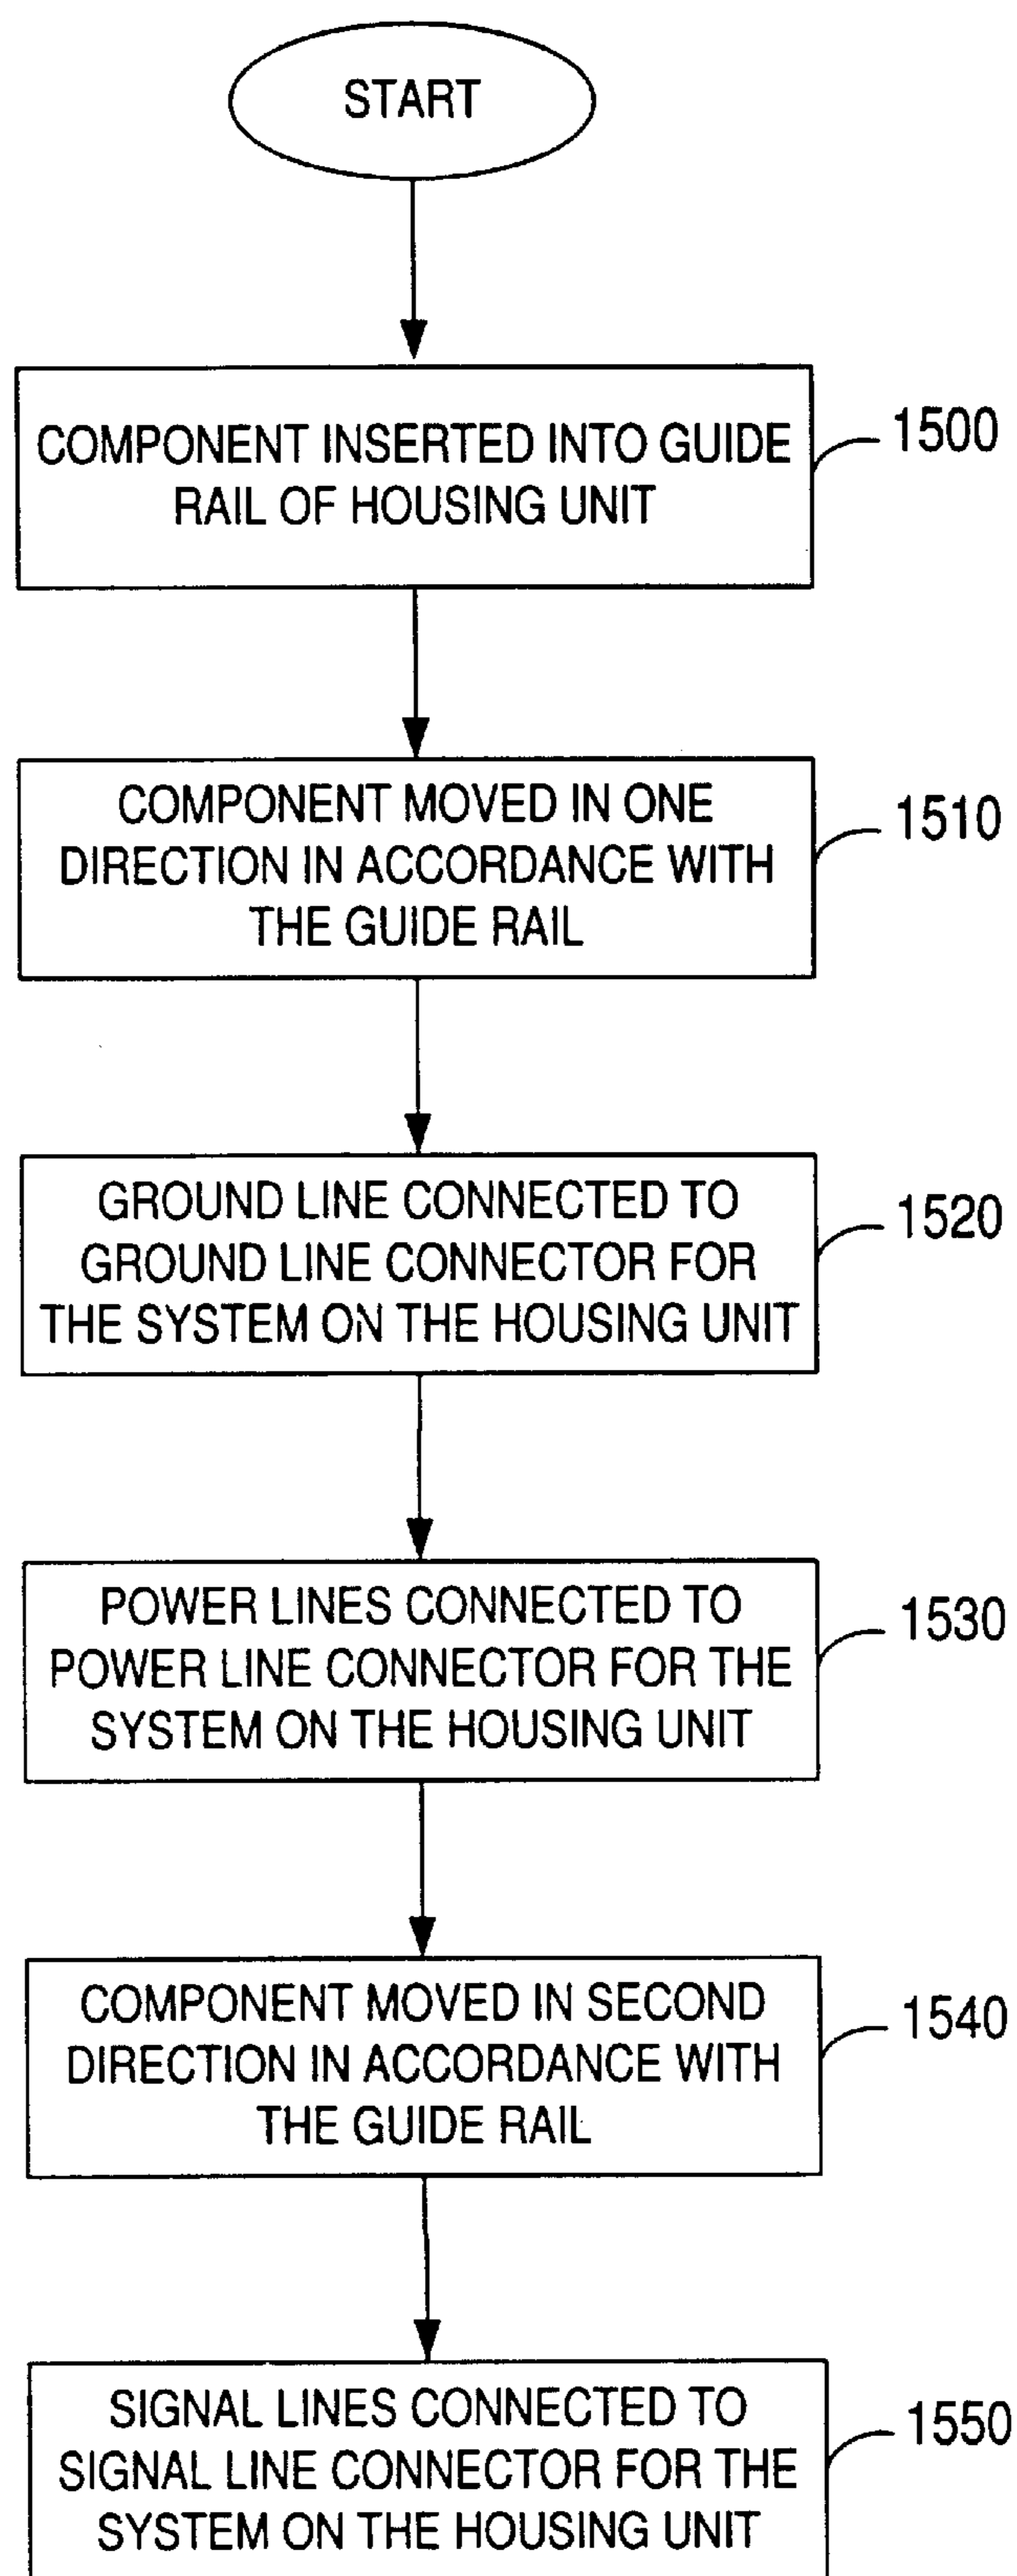 START
COMPONENT INSERTED INTO GUIDE
RAIL OF HOUSING UNIT
1500
COMPONENT MOVED IN ONE
DIRECTION IN ACCORDANCE WITH
THE GUIDE RAIL
1510
GROUND LINE CONNECTED TO
GROUND LINE CONNECTOR FOR
THE SYSTEM ON THE HOUSING UNIT
1520
POWER LINES CONNECTED TO
POWER LINE CONNECTOR FOR THE
SYSTEM ON THE HOUSING UNIT
1530
COMPONENT MOVED IN SECOND
DIRECTION IN ACCORDANCE WITH
THE GUIDE RAIL
1540
SIGNAL LINES CONNECTED TO
SIGNAL LINE CONNECTOR FOR THE
SYSTEM ON THE HOUSING UNIT
1550